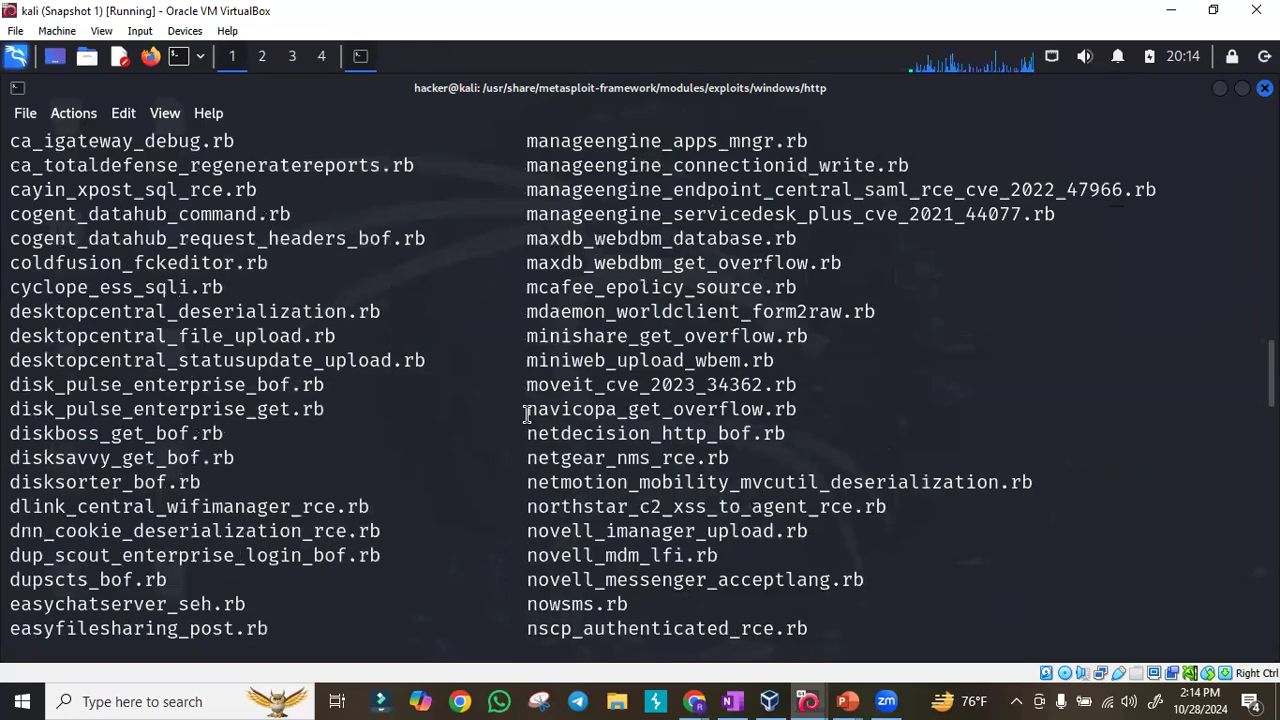 kali (Snapshot 1) [Running] - Oracle VM VirtualBox
File Machine View Input Devices Help
1 2 3 4 20:14
hacker@kali: /usr/share/metasploit-framework/modules/exploits/windows/http
File Actions Edit View Help
ca_igateway_debug.rb manageengine_apps_mngr.rb
ca_totaldefense_regeneratereports.rb manageengine_connectionid_write.rb
cayin_xpost_sql_rce.rb manageengine_endpoint_central_saml_rce_cve_2022_47966.rb
cogent_datahub_command.rb manageengine_servicedesk_plus_cve_2021_44077.rb
cogent_datahub_request_headers_bof.rb maxdb_webdbm_database.rb
coldfusion_fckeditor.rb maxdb_webdbm_get_overflow.rb
cyclope_ess_sqli.rb mcafee_epolicy_source.rb
desktopcentral_deserialization.rb mdaemon_worldclient_form2raw.rb
desktopcentral_file_upload.rb minishare_get_overflow.rb
desktopcentral_statusupdate_upload.rb miniweb_upload_wbem.rb
disk_pulse_enterprise_bof.rb moveit_cve_2023_34362.rb
disk_pulse_enterprise_get.rb navicopa_get_overflow.rb
diskboss_get_bof.rb netdecision_http_bof.rb
disksavvy_get_bof.rb netgear_nms_rce.rb
disksorter_bof.rb netmotion_mobility_mvcutil_deserialization.rb
dlink_central_wifimanager_rce.rb northstar_c2_xss_to_agent_rce.rb
dnn_cookie_deserialization_rce.rb novell_imanager_upload.rb
dup_scout_enterprise_login_bof.rb novell_mdm_lfi.rb
dupscts_bof.rb novell_messenger_acceptlang.rb
easychatserver_seh.rb nowsms.rb
easyfilesharing_post.rb nscp_authenticated_rce.rb
Right Ctrl
Type here to search 76°F 2:14 PM
10/28/2024 4